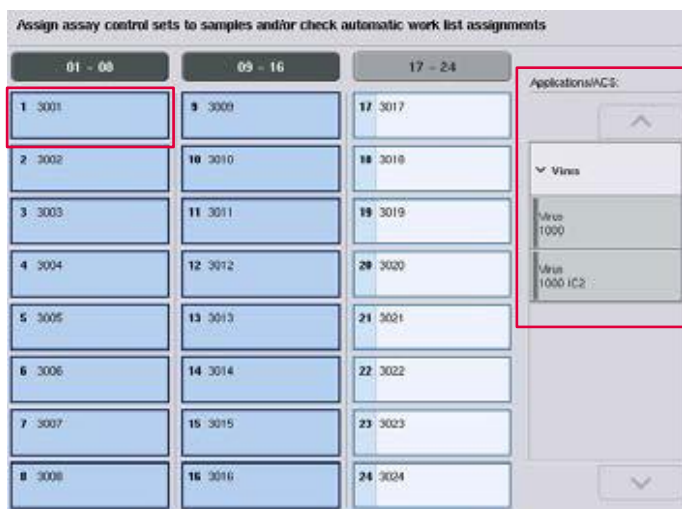 Assign assay control sets to samples and/or check automatic work list assignments
01 - 08
09 - 16
17 - 24
Applications/ACS:
1 3001
9 3009
17 3017
2 3002
10 3010
18 3018
Virus
3 3003
11 3011
19 3019
Virus
1000
4 3004
12 3012
20 3020
Virus
1000 IC2
5 3005
13 3013
21 3021
6 3006
14 3014
22 3022
7 3007
15 3015
23 3023
8 3008
16 3016
24 3024